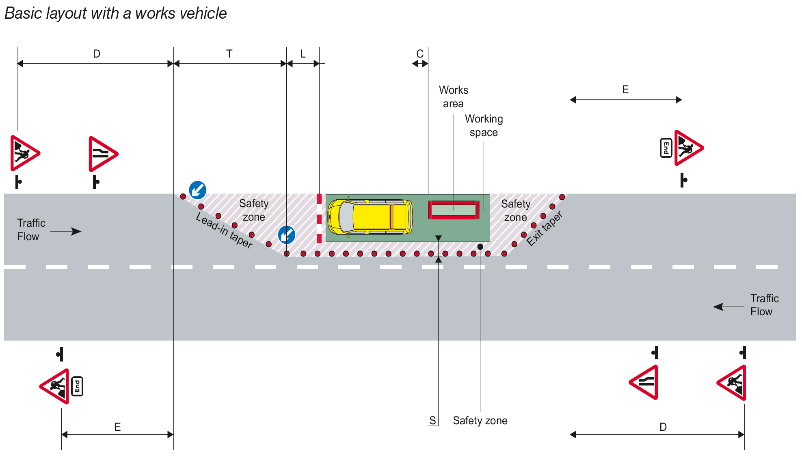 Basic layout with a works vehicle
D
T
L
C
E
Works
area
Working
space
End
Safety
zone
Safety
zone
Lead-in taper
Exit taper
Traffic
Flow
Traffic
Flow
End
E
S
Safety zone
D